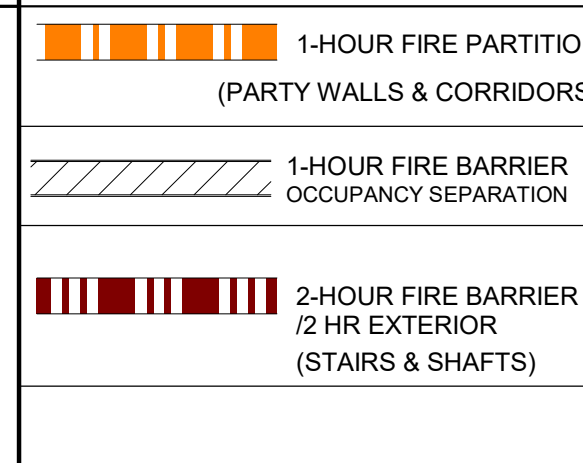 1-HOUR FIRE PARTITIO
(PARTY WALLS & CORRIDORS
1-HOUR FIRE BARRIER
OCCUPANCY SEPARATION
2-HOUR FIRE BARRIER
/2 HR EXTERIOR
(STAIRS & SHAFTS)